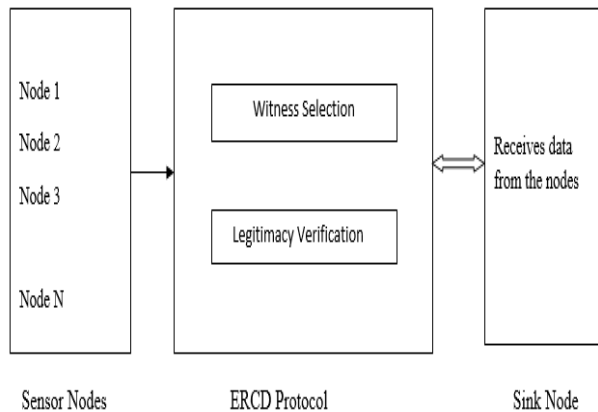 Node 1
Node 2
Node 3
Node N
Witness Selection
Legitimacy Verification
Receives data
from the nodes
Sensor Nodes
ERCD Protocol
Sink Node